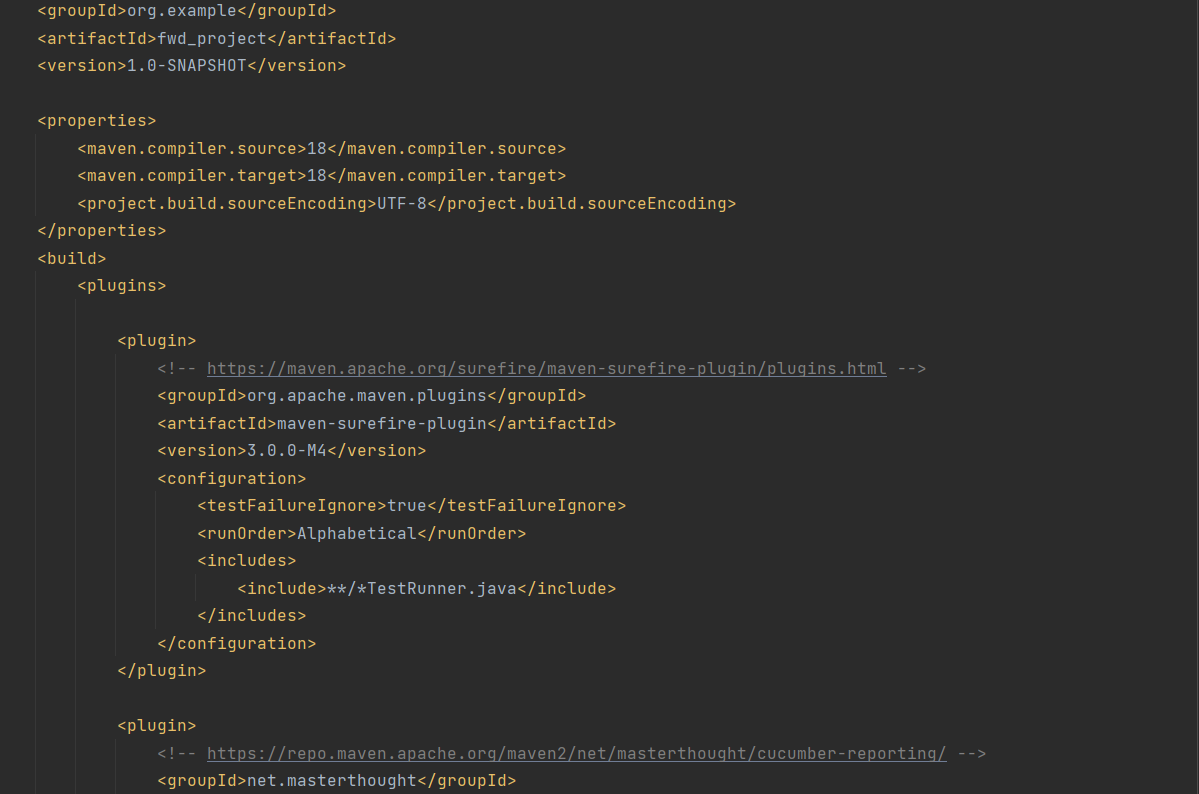 <groupId>org.example</groupId>
<artifactId>fwd_project</artifactId>
<version>1.0-SNAPSHOT</version>
<properties>
<maven.compiler.source>18</maven.compiler.source>
<maven.compiler.target>18</maven.compiler.target>
<project.build.sourceEncoding>UTF-8</project.build.sourceEncoding>
</properties>
<build>
<plugins>
<plugin>
<!-- https://maven.apache.org/surefire/maven-surefire-plugin/plugins.html -->
<groupId>org.apache.maven.plugins</groupId>
<artifactId>maven-surefire-plugin</artifactId>
<version>3.0.0-M4</version>
<configuration>
<testFailureIgnore>true</testFailureIgnore>
<runOrder>Alphabetical</runOrder>
<includes>
<include>**/*TestRunner.java</include>
</includes>
</configuration>
</plugin>
<plugin>
<!-- https://repo.maven.apache.org/maven2/net/masterthought/cucumber-reporting/ -->
<groupId>net.masterthought</groupId>